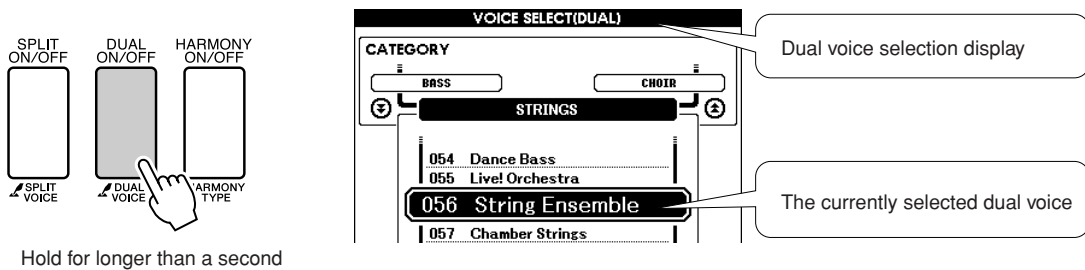 SPLIT
ON/OFF
DUAL
ON/OFF
HARMONY
ON/OFF
SPLIT
VOICE
DUAL
VOICE
ARMONY
TYPE
Hold for longer than a second
VOICE SELECT(DUAL)
CATEGORY
BASS
CHOIR
STRINGS
054 Dance Bass
055 Live! Orchestra
056 String Ensemble
057 Chamber Strings
Dual voice selection display
The currently selected dual voice